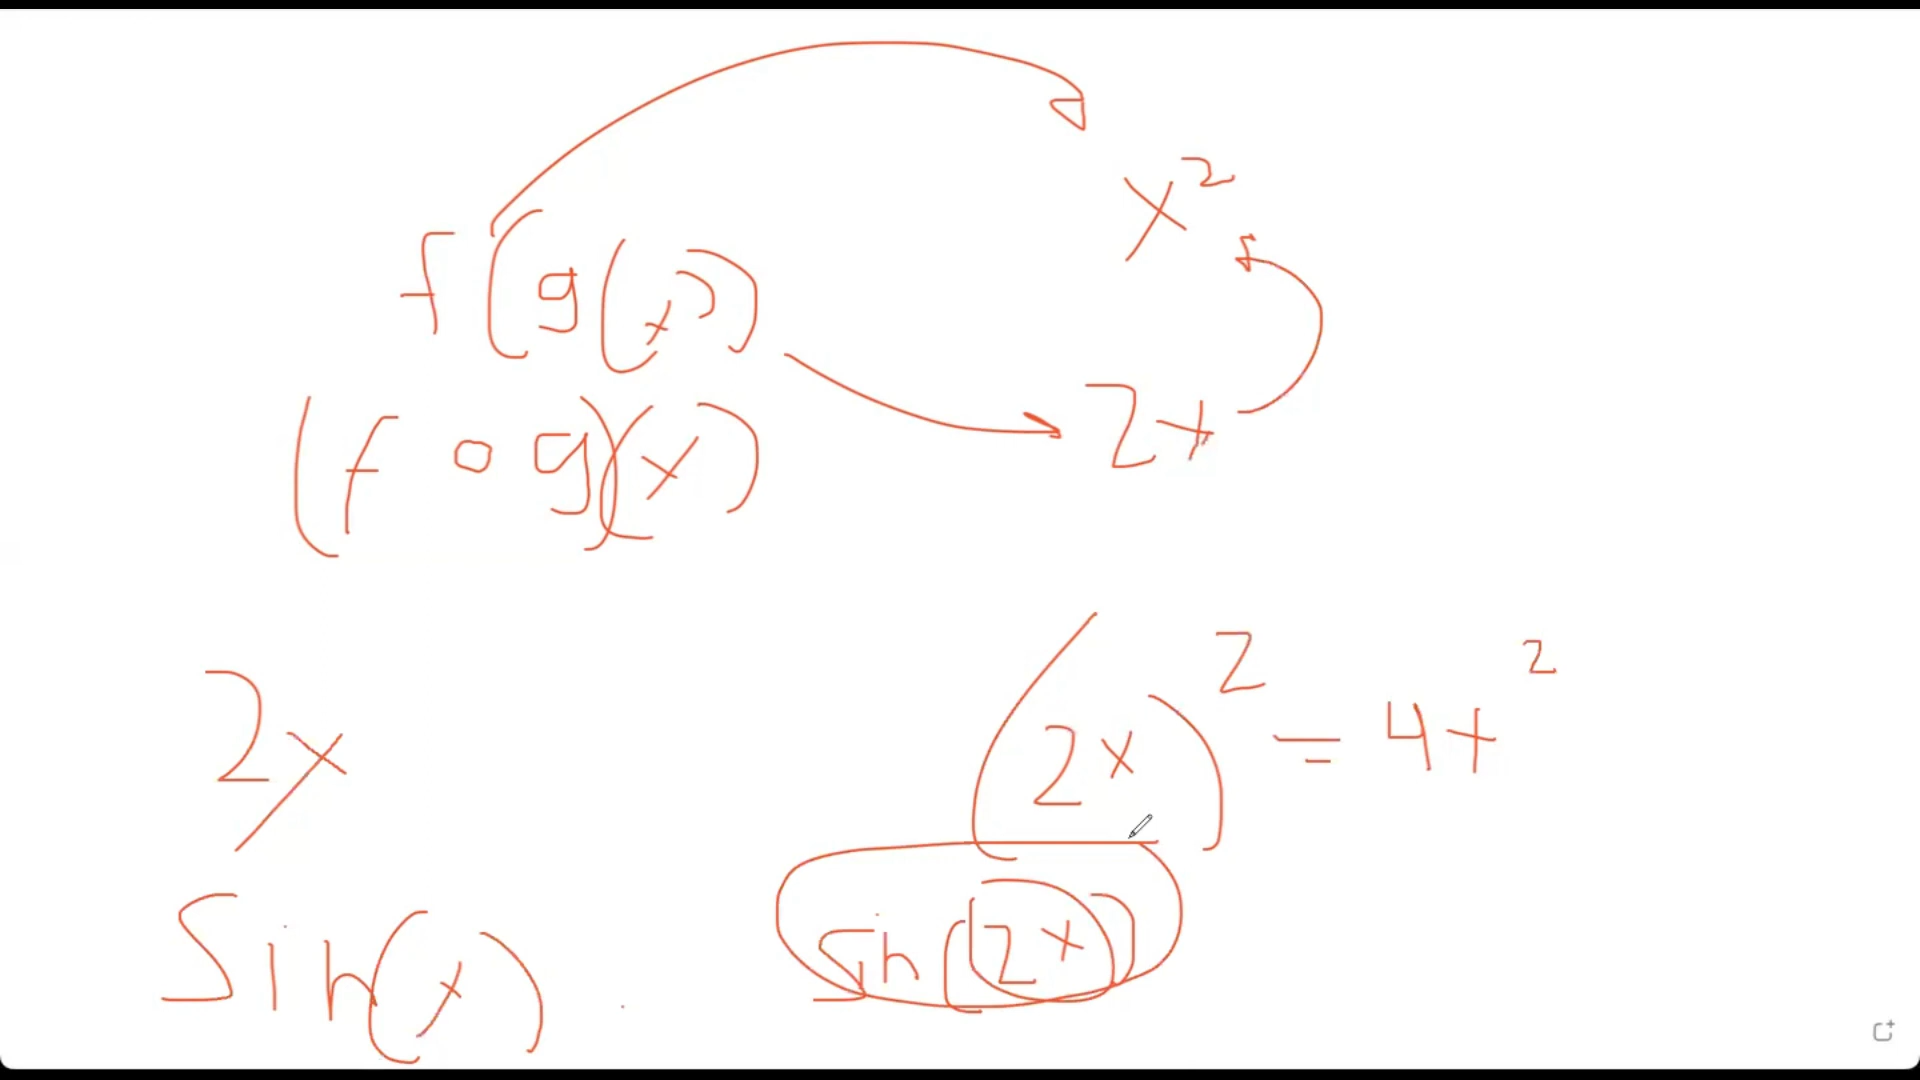 x²
f(g(x))
2x
(f ∘ g)(x)
2x
(2x)² = 4x²
Sin(x)
Sin((2x))